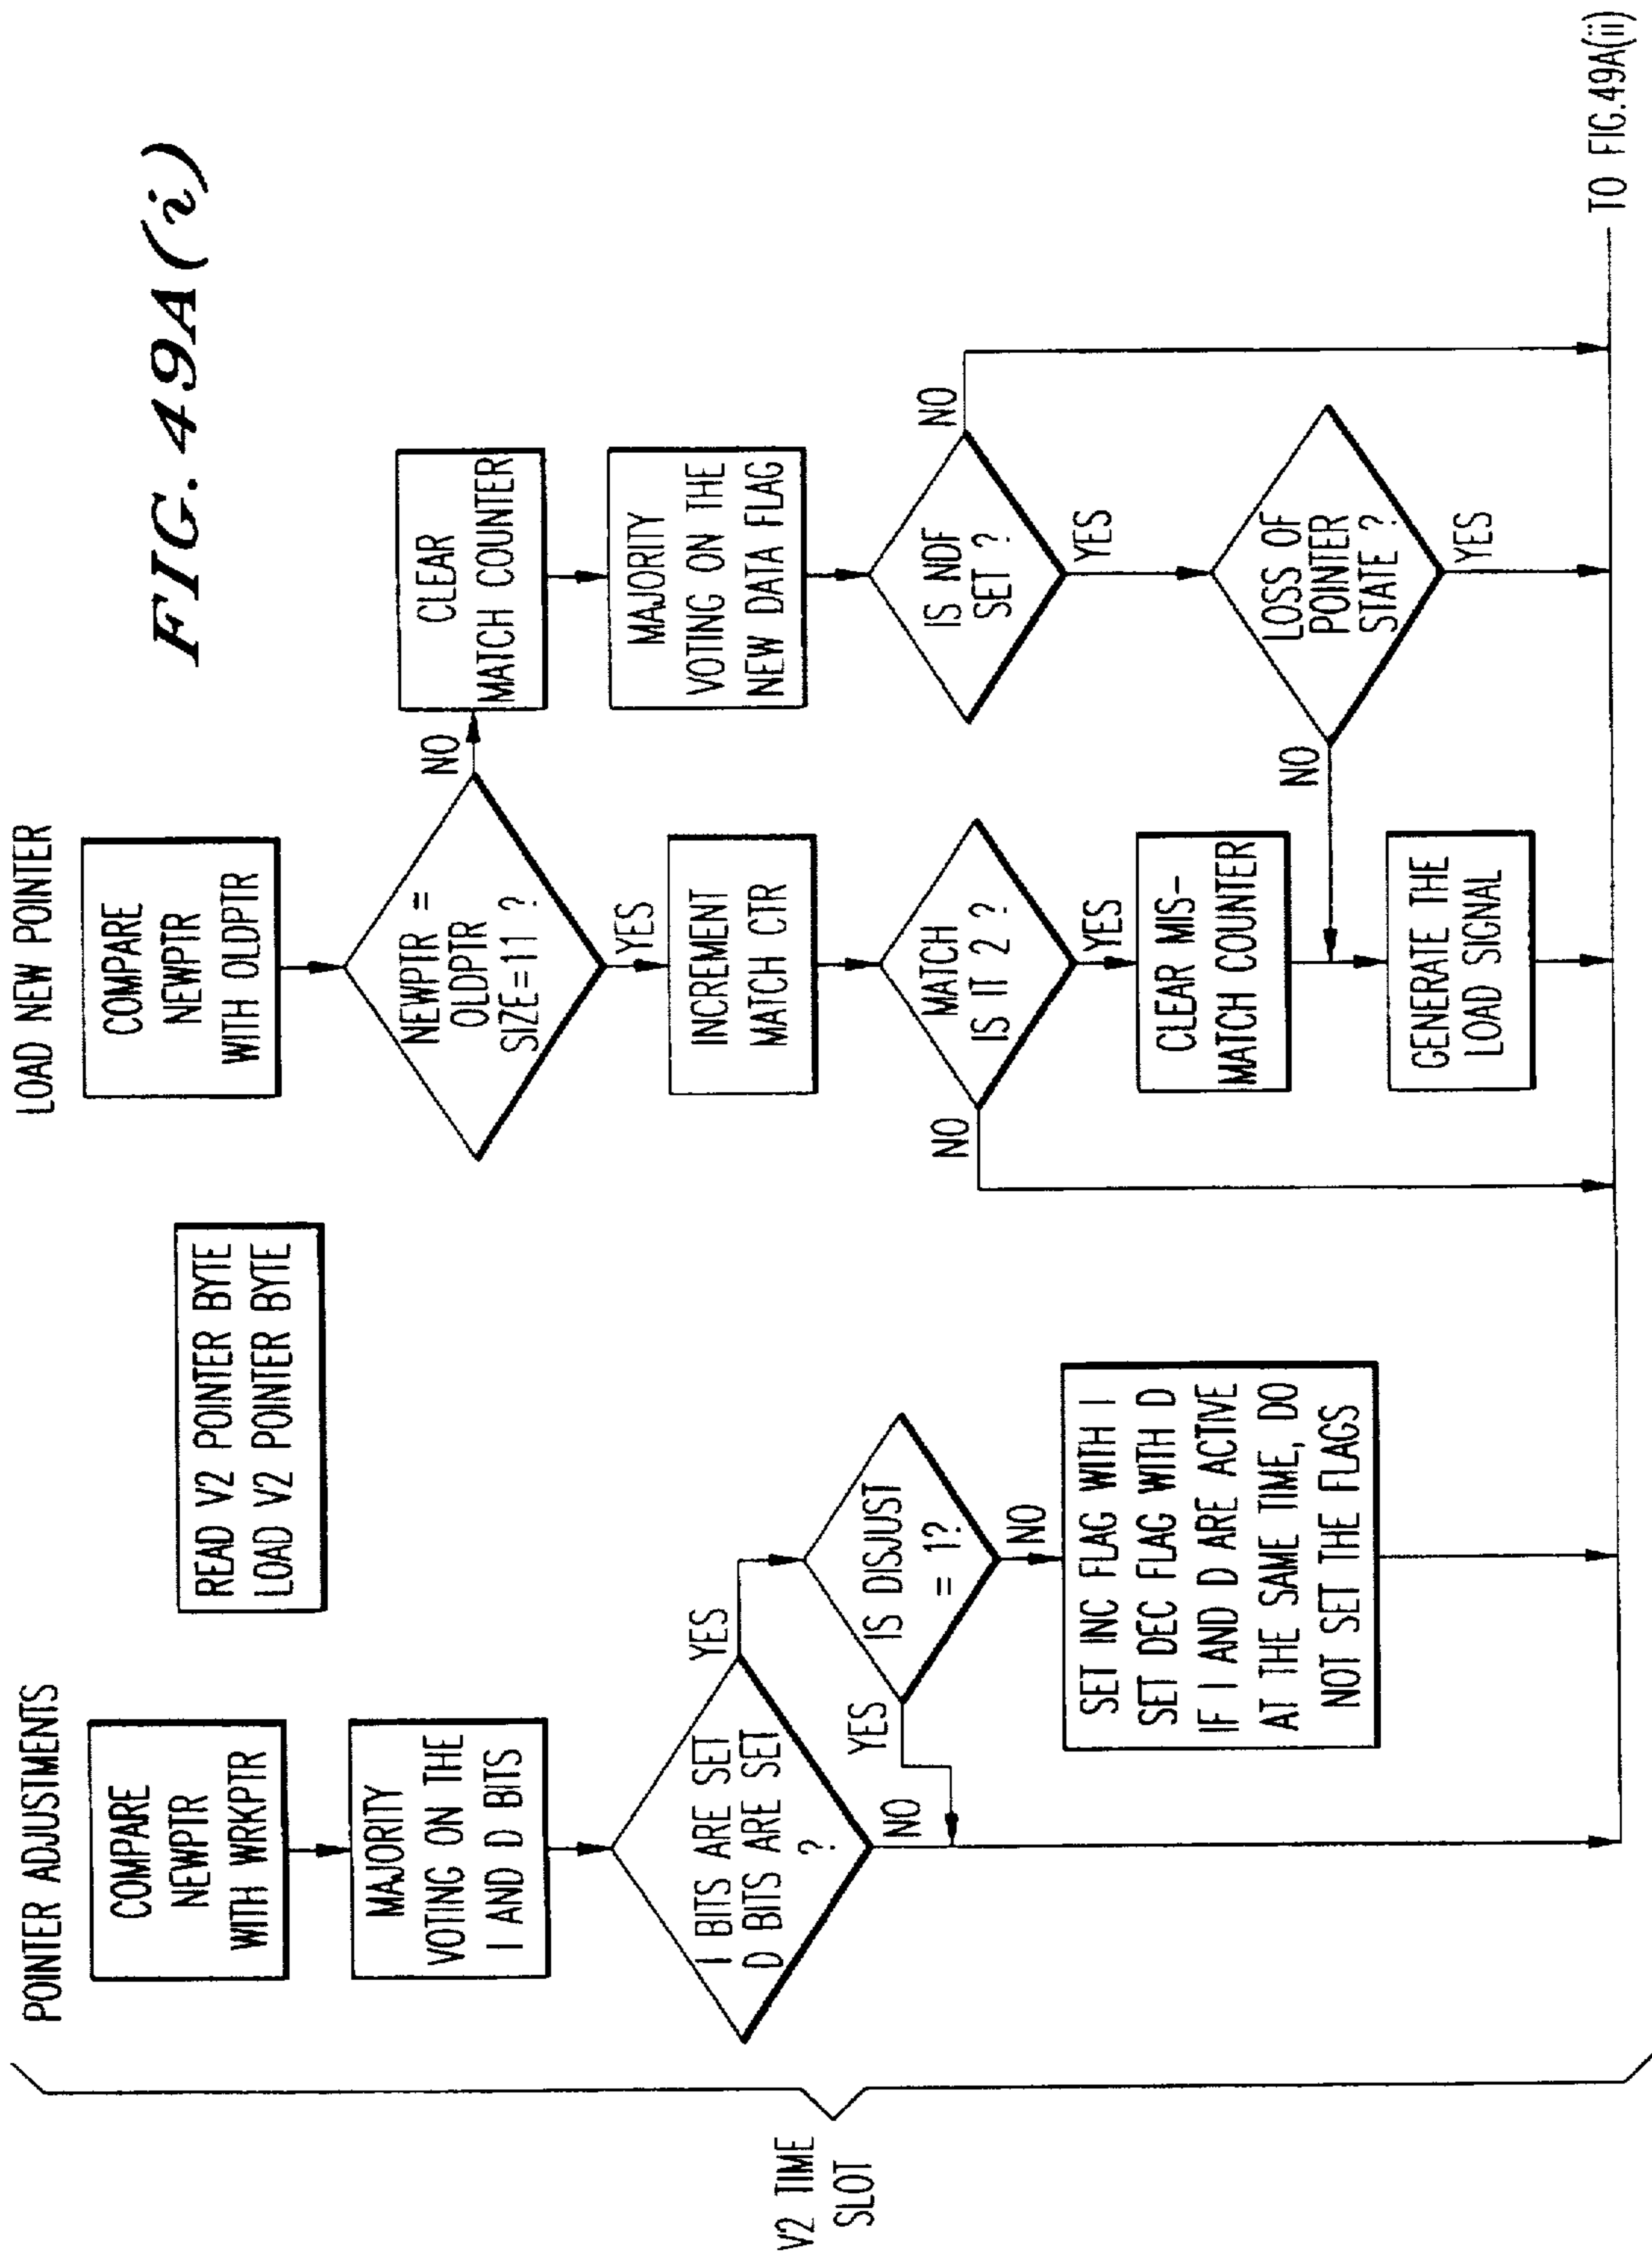 FIG. 49A(i)
V2 TIME
SLOT
POINTER ADJUSTMENTS
COMPARE
NEWPTR
WITH WRKPTR
MAJORITY
VOTING ON THE
I AND D BITS
I BITS ARE SET
D BITS ARE SET
?
YES
NO
IS DISJUST
= 1?
YES
NO
SET INC FLAG WITH I
SET DEC FLAG WITH D
IF I AND D ARE ACTIVE
AT THE SAME TIME, DO
NOT SET THE FLAGS
READ V2 POINTER BYTE
LOAD V2 POINTER BYTE
LOAD NEW POINTER
COMPARE
NEWPTR
WITH OLDPTR
NEWPTR =
OLDPTR
SIZE=11 ?
NO
YES
INCREMENT
MATCH CTR
MATCH
IS IT 2 ?
NO
YES
CLEAR MIS-
MATCH COUNTER
GENERATE THE
LOAD SIGNAL
CLEAR
MATCH COUNTER
MAJORITY
VOTING ON THE
NEW DATA FLAG
IS NDF
SET ?
NO
YES
LOSS OF
POINTER
STATE ?
NO
YES
TO FIG.49A(ii)